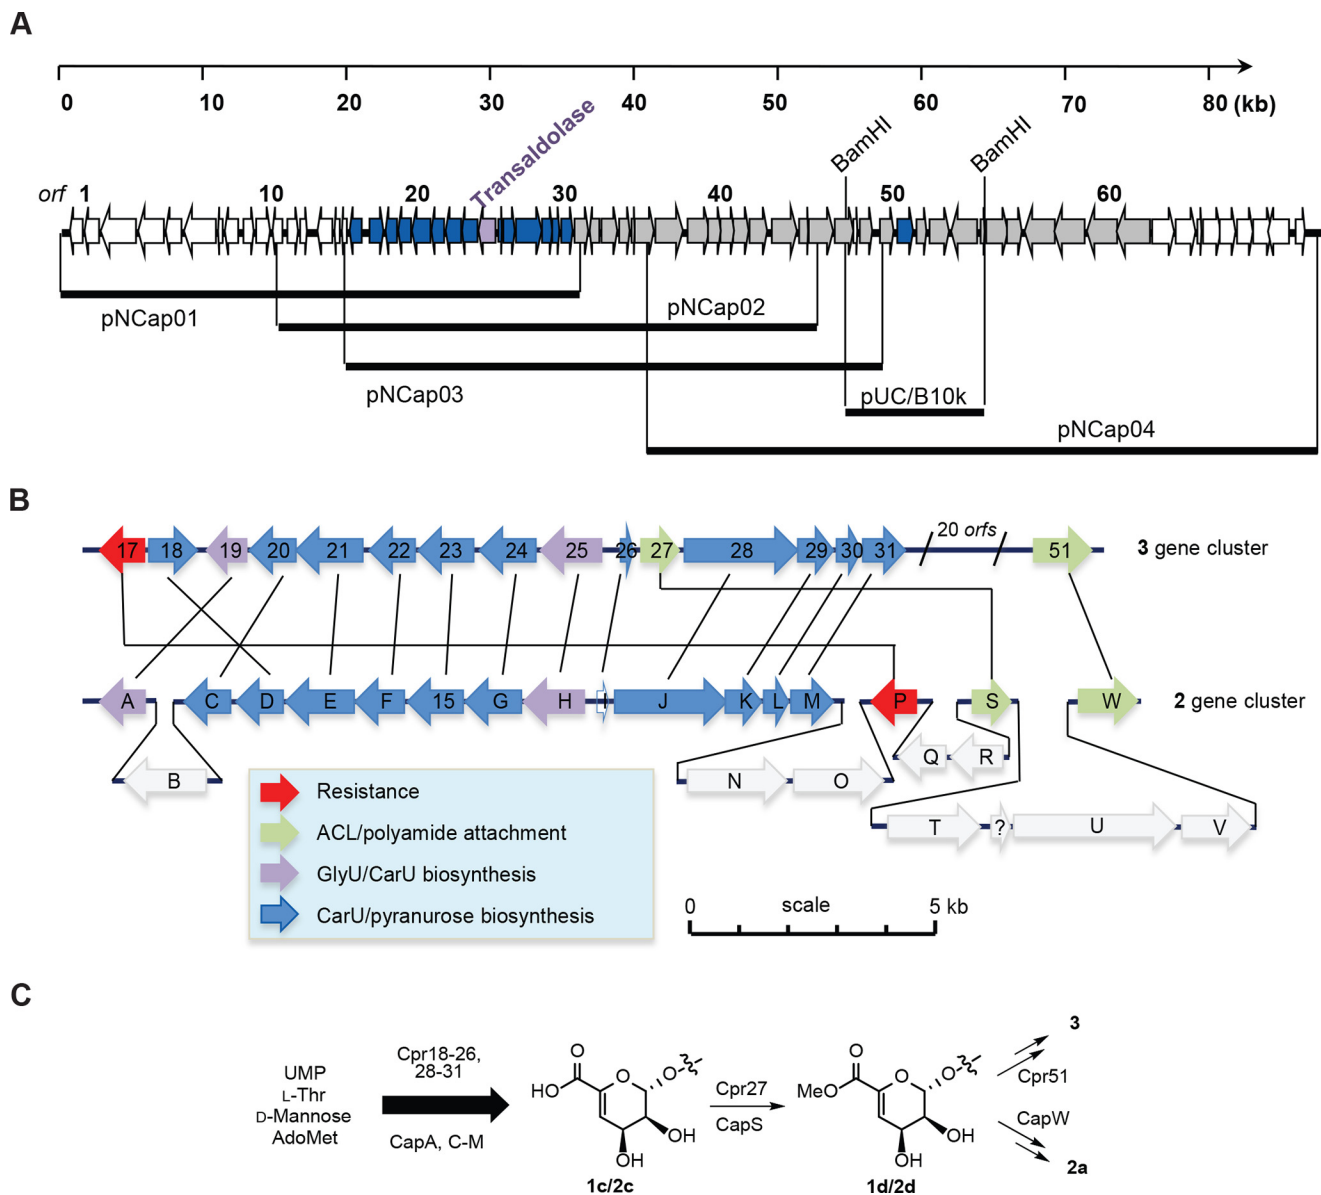 A
0 10 20 30 40 50 60 70 80 (kb)
Transaldolase
BamHI
BamHI
orf 1 10 20 30 40 50 60
pNCap01
pNCap02
pNCap03
pUC/B10k
pNCap04
B
17 18 19 20 21 22 23 24 25 26 27 28 29 30 31 20 orfs 51
3 gene cluster
A C D E F 15 G H I J K L M P S W
2 gene cluster
Q R
B N O
T ? U V
Resistance
ACL/polyamide attachment
GlyU/CarU biosynthesis
CarU/pyranurose biosynthesis
0 scale 5 kb
C
UMP
L-Thr
D-Mannose
AdoMet
Cpr18-26,
28-31
CapA, C-M
O
HO
O
O
OH
OH
1c/2c
Cpr27
CapS
O
MeO
O
O
OH
OH
1d/2d
3
Cpr51
CapW
2a